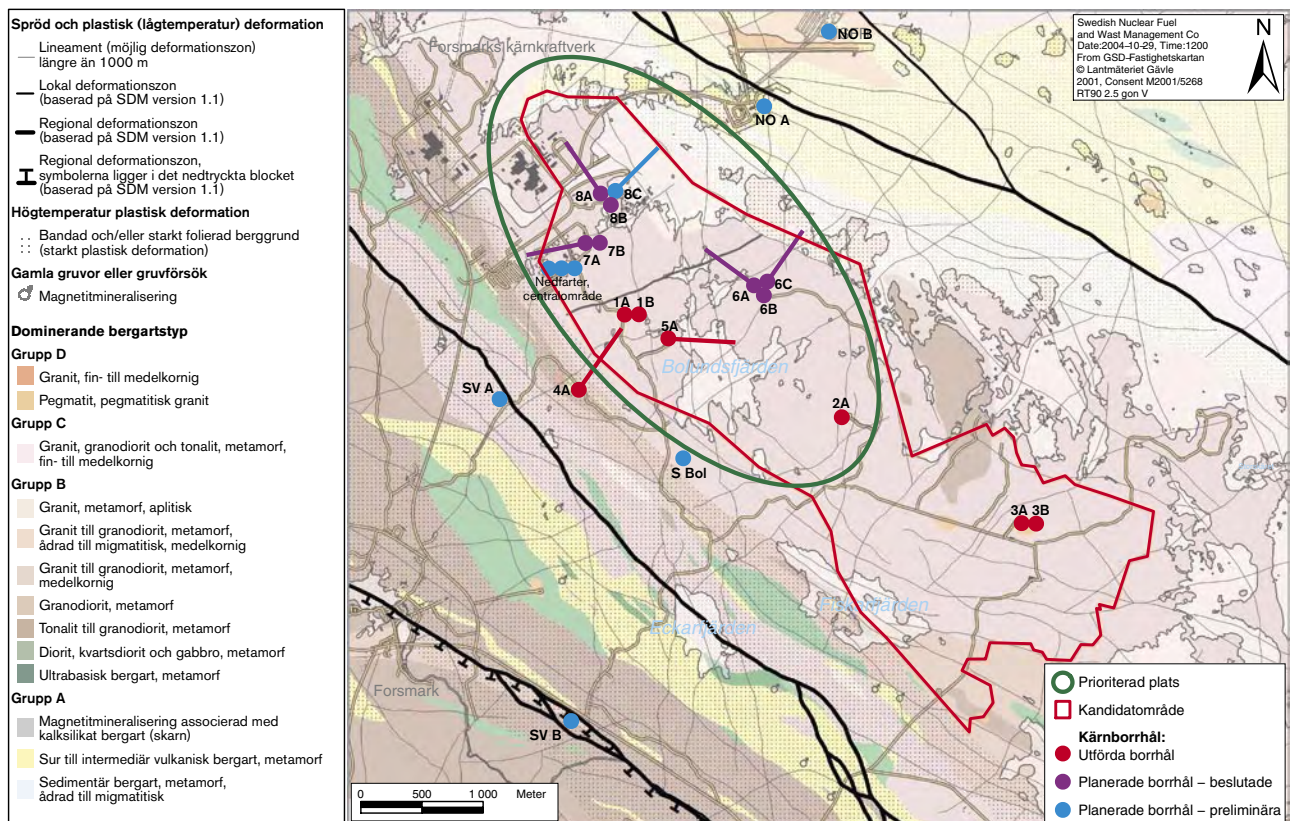 Spröd och plastisk (lågtemperatur) deformation
Lineament (möjlig deformationszon)
längre än 1000 m
Lokal deformationszon
(baserad på SDM version 1.1)
Regional deformationszon
(baserad på SDM version 1.1)
Regional deformationszon,
symbolerna ligger i det nedtryckta blocket
(baserad på SDM version 1.1)
Högtemperatur plastisk deformation
Bandad och/eller starkt folierad berggrund
(starkt plastisk deformation)
Gamla gruvor eller gruvförsök
Magnetitmineralisering
Dominerande bergartstyp
Grupp D
Granit, fin- till medelkornig
Pegmatit, pegmatitisk granit
Grupp C
Granit, granodiorit och tonalit, metamorf,
fin- till medelkornig
Grupp B
Granit, metamorf, aplitisk
Granit till granodiorit, metamorf,
ådrad till migmatitisk, medelkornig
Granit till granodiorit, metamorf,
medelkornig
Granodiorit, metamorf
Tonalit till granodiorit, metamorf
Diorit, kvartsdiorit och gabbro, metamorf
Ultrabasisk bergart, metamorf
Grupp A
Magnetitmineralisering associerad med
kalksilikat bergart (skarn)
Sur till intermediär vulkanisk bergart, metamorf
Sedimentär bergart, metamorf,
ådrad till migmatitisk
Swedish Nuclear Fuel
and Wast Management Co
Date:2004-10-29, Time:1200
From GSD-Fastighetskartan
© Lantmäteriet Gävle
2001, Consent M2001/5268
RT90 2.5 gon V
N
Forsmarks kärnkraftverk
NO B
NO A
8A
8C
8B
7A
7B
Nedfarter,
centralområde
6A
6C
6B
1A 1B
5A
Bolundsfjärden
4A
SV A
2A
S Bol
3A 3B
Eckarfjärden
Forsmark
SV B
0 500 1 000 Meter
Prioriterad plats
Kandidatområde
Kärnborrhål:
Utförda borrhål
Planerade borrhål – beslutade
Planerade borrhål – preliminära